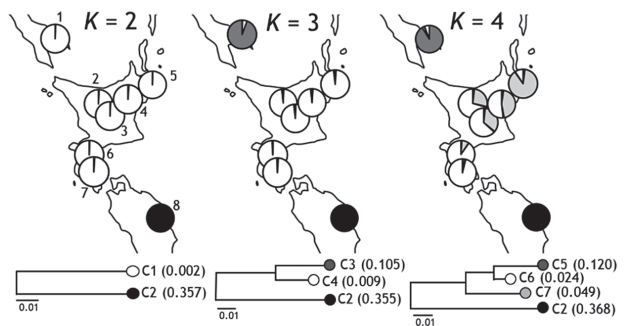 K = 2
K = 3
K = 4
1
2
3
4
5
6
7
8
C1 (0.002)
C2 (0.357)
0.01
C3 (0.105)
C4 (0.009)
C2 (0.355)
0.01
C5 (0.120)
C6 (0.024)
C7 (0.049)
C2 (0.368)
0.01